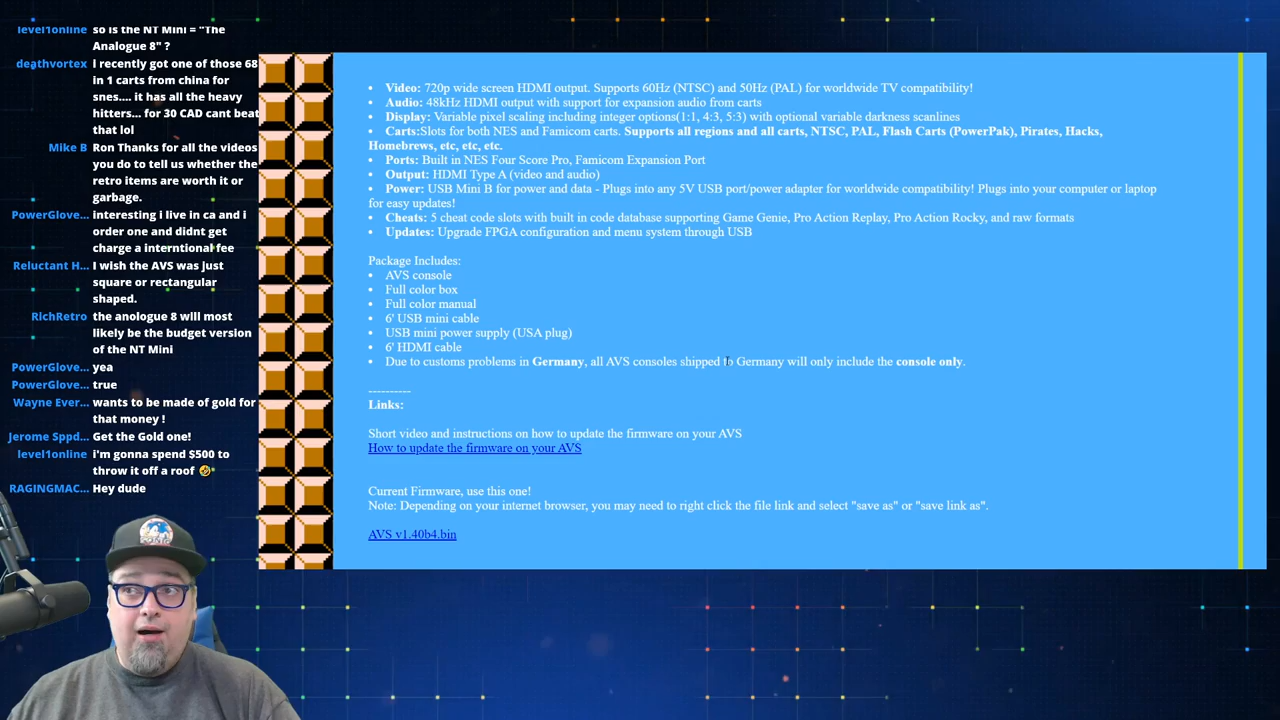 level1online so is the NT Mini = "The
Analogue 8" ?
deathvortex I recently got one of those 68
in 1 carts from china for
snes.... it has all the heavy
hitters... for 30 CAD cant beat
that lol
Mike B Ron Thanks for all the videos
you do to tell us whether the
retro items are worth it or
garbage.
PowerGlove... interesting i live in ca and i
order one and didnt get
charge a interntional fee
Reluctant H... I wish the AVS was just
square or rectangular
shaped.
RichRetro the anologue 8 will most
likely be the budget version
of the NT Mini
PowerGlove... yea
PowerGlove... true
Wayne Ever... wants to be made of gold for
that money !
Jerome Sppd... Get the Gold one!
level1online i'm gonna spend $500 to
throw it off a roof 🤣
RAGINGMAC... Hey dude
• Video: 720p wide screen HDMI output. Supports 60Hz (NTSC) and 50Hz (PAL) for worldwide TV compatibility!
• Audio: 48kHz HDMI output with support for expansion audio from carts
• Display: Variable pixel scaling including integer options(1:1, 4:3, 5:3) with optional variable darkness scanlines
• Carts:Slots for both NES and Famicom carts. Supports all regions and all carts, NTSC, PAL, Flash Carts (PowerPak), Pirates, Hacks,
Homebrews, etc, etc, etc.
• Ports: Built in NES Four Score Pro, Famicom Expansion Port
• Output: HDMI Type A (video and audio)
• Power: USB Mini B for power and data - Plugs into any 5V USB port/power adapter for worldwide compatibility! Plugs into your computer or laptop
for easy updates!
• Cheats: 5 cheat code slots with built in code database supporting Game Genie, Pro Action Replay, Pro Action Rocky, and raw formats
• Updates: Upgrade FPGA configuration and menu system through USB
Package Includes:
• AVS console
• Full color box
• Full color manual
• 6' USB mini cable
• USB mini power supply (USA plug)
• 6' HDMI cable
• Due to customs problems in Germany, all AVS consoles shipped to Germany will only include the console only.
----------
Links:
Short video and instructions on how to update the firmware on your AVS
How to update the firmware on your AVS
Current Firmware, use this one!
Note: Depending on your internet browser, you may need to right click the file link and select "save as" or "save link as".
AVS v1.40b4.bin